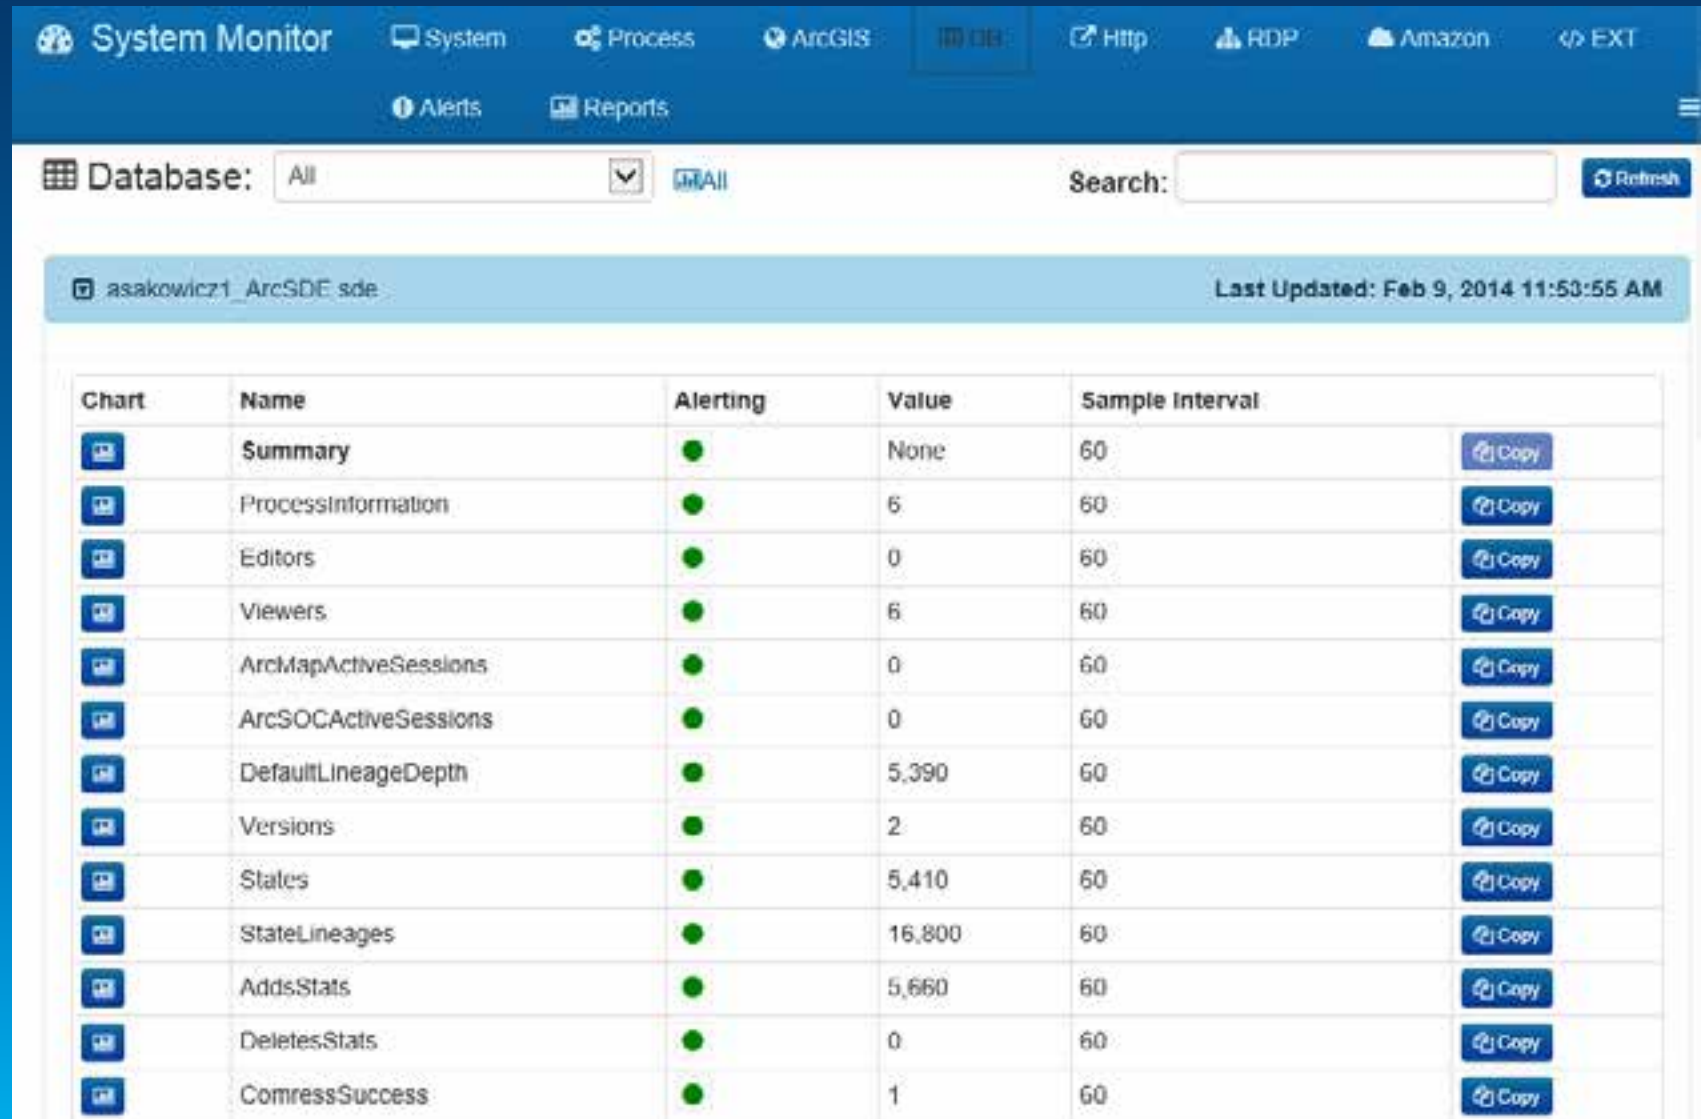 System Monitor System Process ArcGIS DB Http RDP Amazon </> EXT
Alerts Reports
Database: All All Search: Refresh
asakowicz1_ArcSDE sde Last Updated: Feb 9, 2014 11:53:55 AM
Chart Name Alerting Value Sample Interval
Summary None 60 Copy
ProcessInformation 6 60 Copy
Editors 0 60 Copy
Viewers 6 60 Copy
ArcMapActiveSessions 0 60 Copy
ArcSOCActiveSessions 0 60 Copy
DefaultLineageDepth 5,390 60 Copy
Versions 2 60 Copy
States 5,410 60 Copy
StateLineages 16,800 60 Copy
AddsStats 5,660 60 Copy
DeletesStats 0 60 Copy
ComressSuccess 1 60 Copy